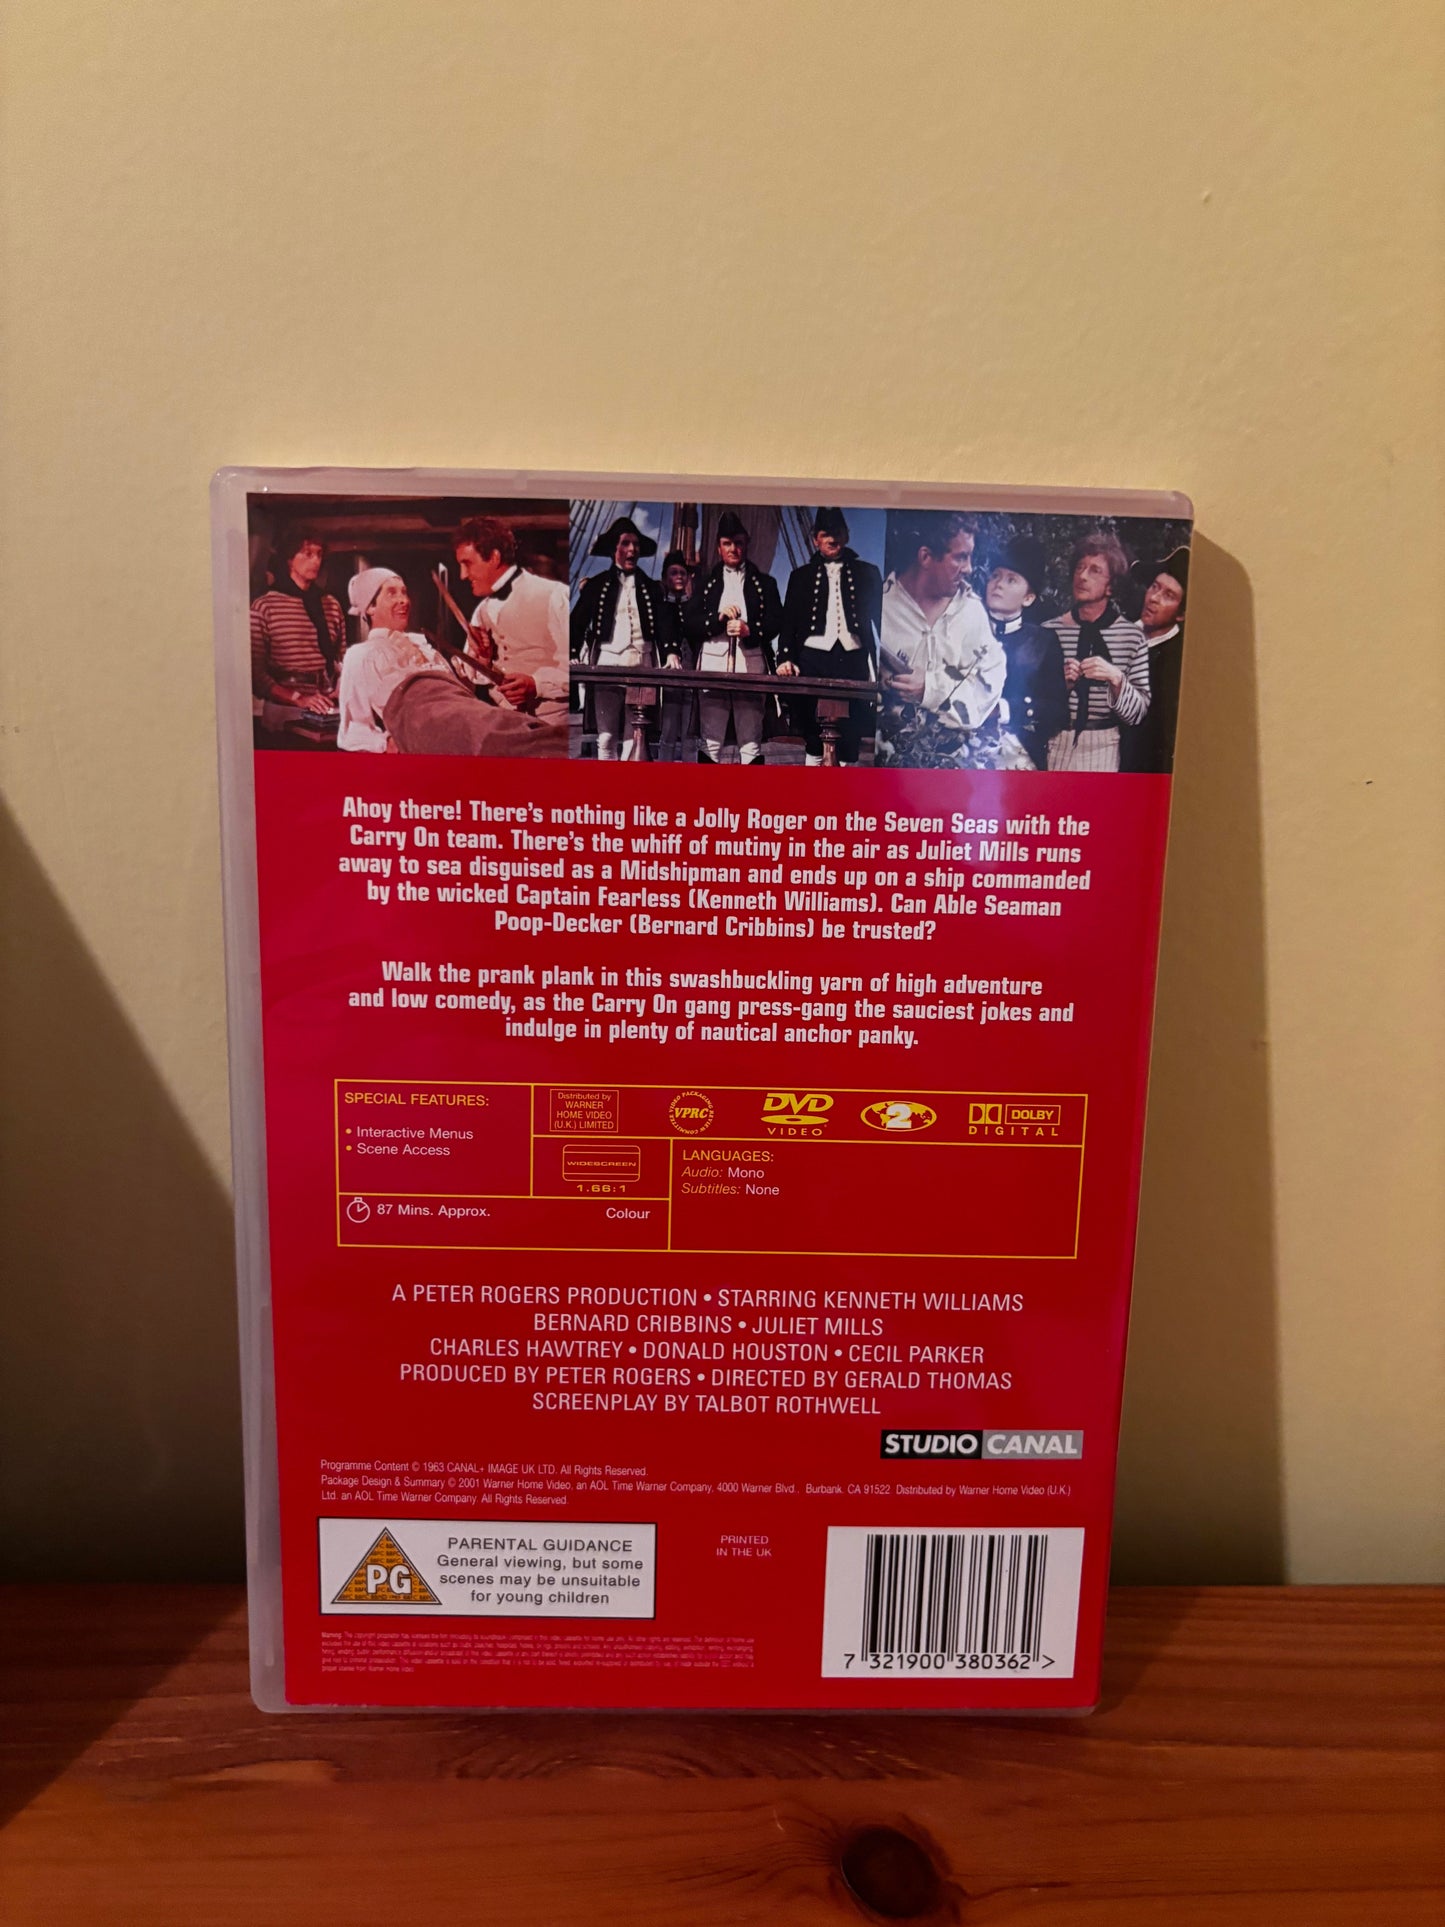 Ahoy there! There's nothing like a Jolly Roger on the Seven Seas with the
Carry On team. There's the whiff of mutiny in the air as Juliet Mills runs
away to sea disguised as a Midshipman and ends up on a ship commanded
by the wicked Captain Fearless (Kenneth Williams). Can Able Seaman
Poop-Decker (Bernard Cribbins) be trusted?
Walk the prank plank in this swashbuckling yarn of high adventure
and low comedy, as the Carry On gang press-gang the sauciest jokes and
indulge in plenty of nautical anchor panky.
SPECIAL FEATURES:
• Interactive Menus
• Scene Access
Distributed by
WARNER
HOME VIDEO
(U.K.) LIMITED
VIDEO PACKAGING REVIEW COMMITTEE
VPRC
DVD
VIDEO
2
DOLBY
DIGITAL
WIDESCREEN
1.66:1
LANGUAGES:
Audio: Mono
Subtitles: None
87 Mins. Approx.
Colour
A PETER ROGERS PRODUCTION • STARRING KENNETH WILLIAMS
BERNARD CRIBBINS • JULIET MILLS
CHARLES HAWTREY • DONALD HOUSTON • CECIL PARKER
PRODUCED BY PETER ROGERS • DIRECTED BY GERALD THOMAS
SCREENPLAY BY TALBOT ROTHWELL
STUDIO CANAL
Programme Content © 1963 CANAL+ IMAGE UK LTD. All Rights Reserved.
Package Design & Summary © 2001 Warner Home Video, an AOL Time Warner Company, 4000 Warner Blvd., Burbank, CA 91522. Distributed by Warner Home Video (U.K.)
Ltd. an AOL Time Warner Company. All Rights Reserved.
PG
PARENTAL GUIDANCE
General viewing, but some
scenes may be unsuitable
for young children
PRINTED
IN THE UK
7 321900 380362 >